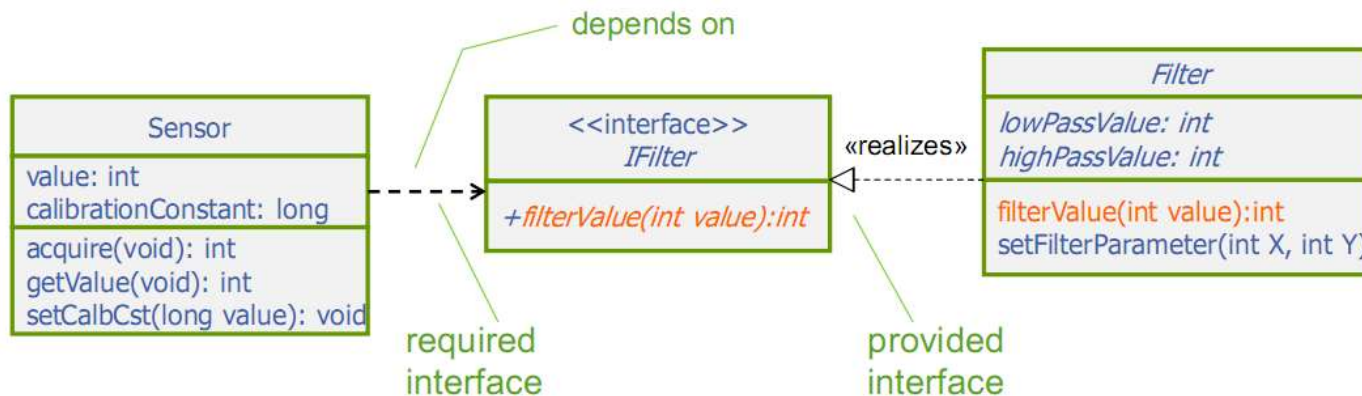 depends on
Sensor
value: int
calibrationConstant: long
acquire(void): int
getValue(void): int
setCalbCst(long value): void
<<interface>>
IFilter
+filterValue(int value):int
«realizes»
Filter
lowPassValue: int
highPassValue: int
filterValue(int value):int
setFilterParameter(int X, int Y)
required
interface
provided
interface